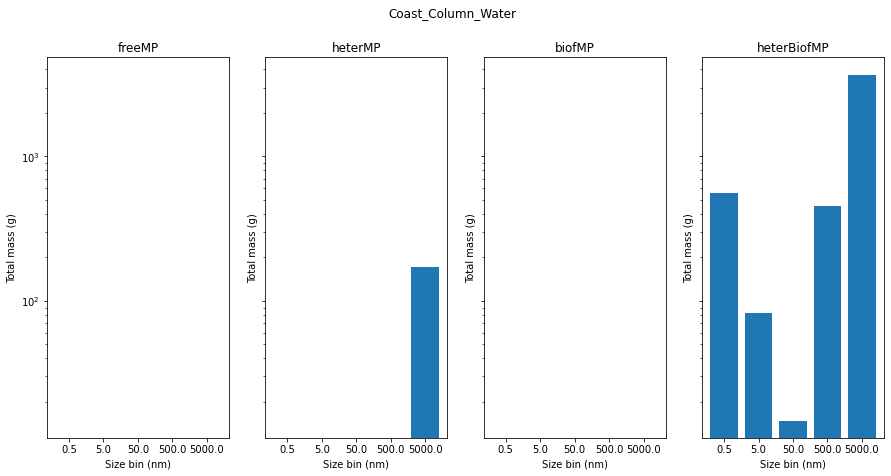 Coast_Column_Water
freeMP
heterMP
biofMP
heterBiofMP
Total mass (g)
10³
10²
0.5 5.0 50.0 500.0 5000.0
Size bin (nm)
Total mass (g)
0.5 5.0 50.0 500.0 5000.0
Size bin (nm)
Total mass (g)
0.5 5.0 50.0 500.0 5000.0
Size bin (nm)
Total mass (g)
0.5 5.0 50.0 500.0 5000.0
Size bin (nm)